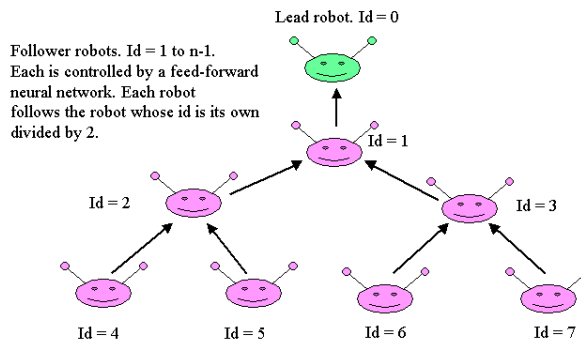 Lead robot. Id = 0
Follower robots. Id = 1 to n-1.
Each is controlled by a feed-forward
neural network. Each robot
follows the robot whose id is its own
divided by 2.
Id = 1
Id = 2
Id = 3
Id = 4
Id = 5
Id = 6
Id = 7